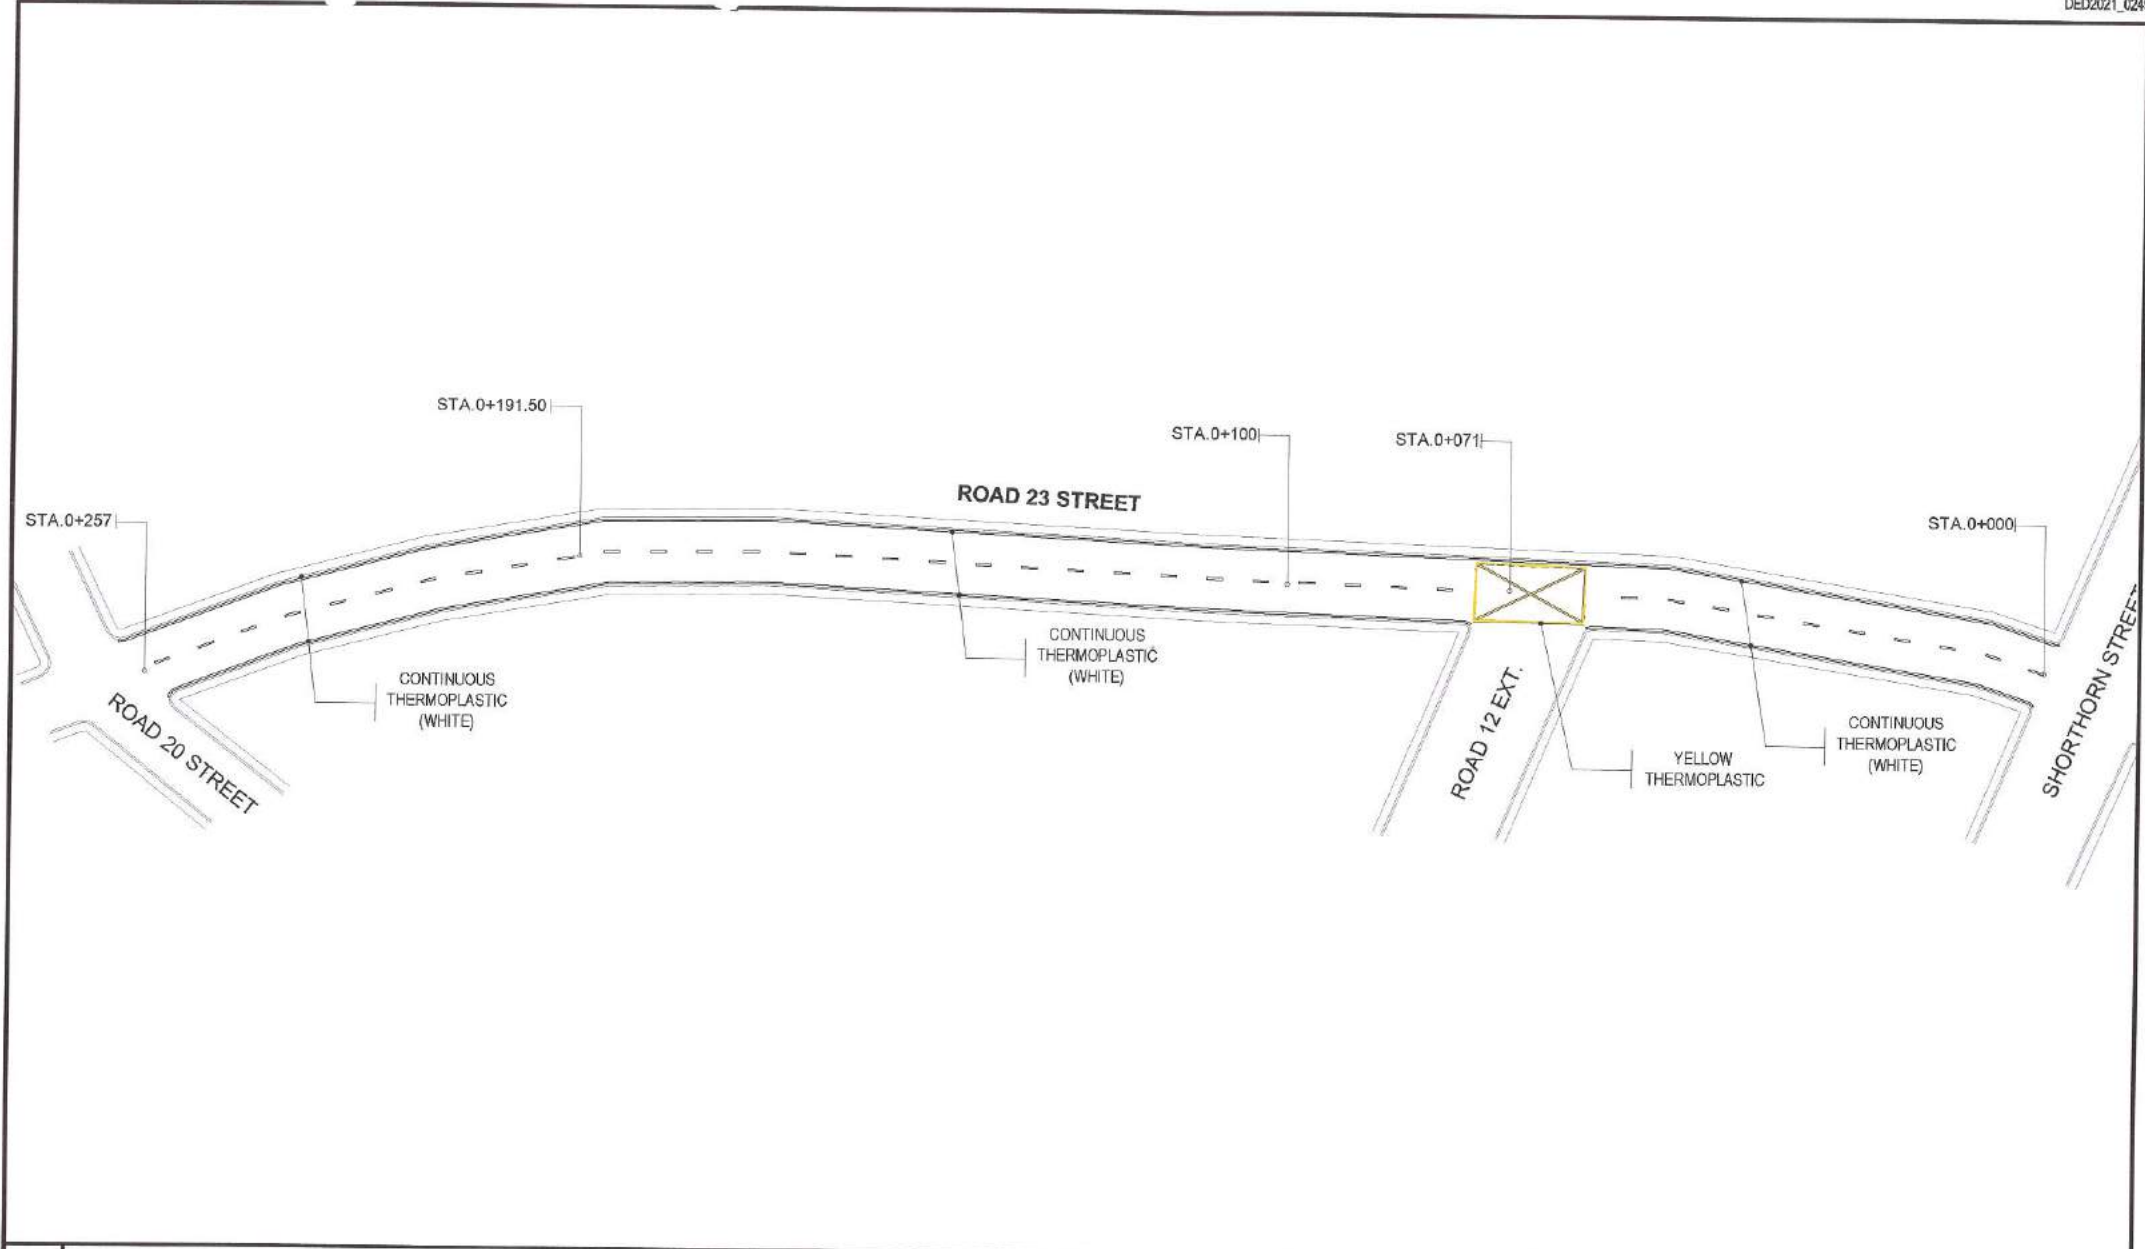 STA.0+191.50
STA.0+100
STA.0+071
ROAD 23 STREET
STA.0+257
STA.0+000
CONTINUOUS
THERMOPLASTIC
(WHITE)
CONTINUOUS
THERMOPLASTIC
(WHITE)
ROAD 20 STREET
ROAD 12 EXT.
YELLOW
THERMOPLASTIC
CONTINUOUS
THERMOPLASTIC
(WHITE)
SHORTHORN STREET